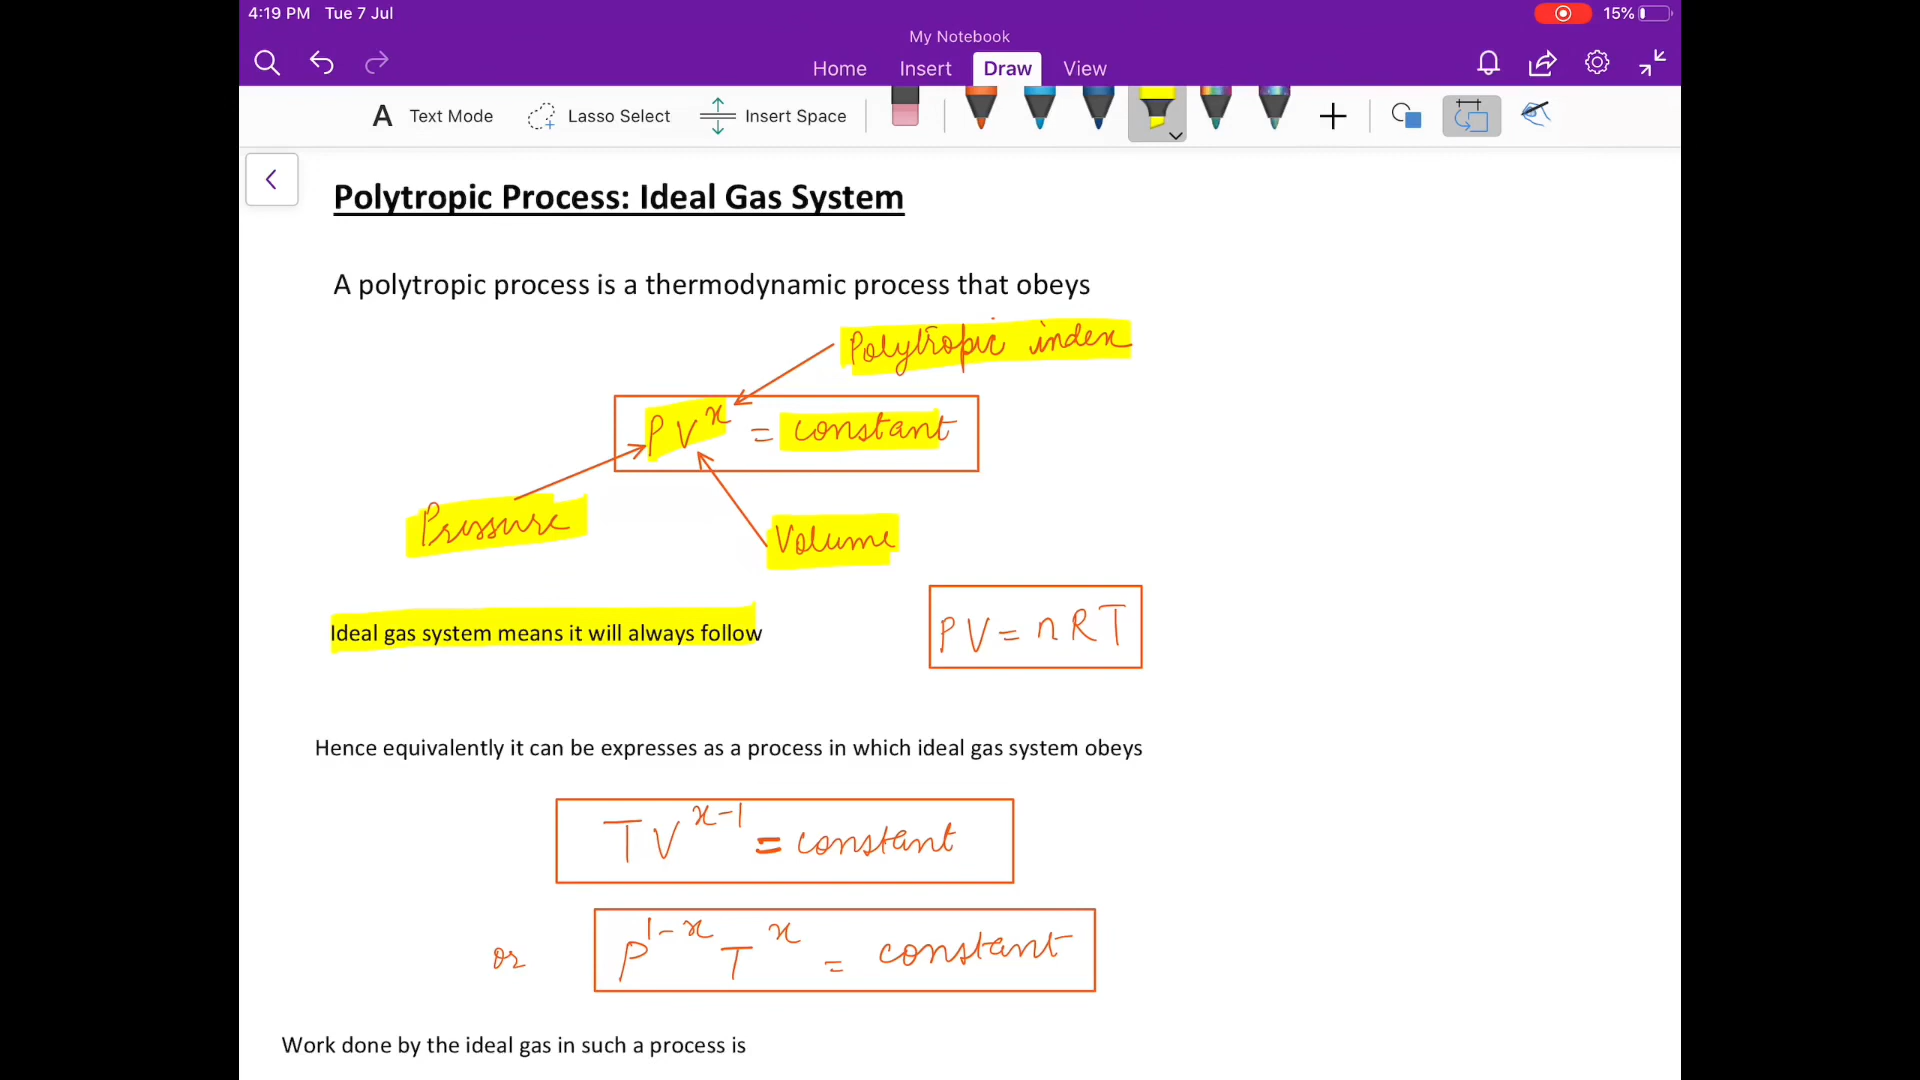 4:19 PM Tue 7 Jul
15%
My Notebook
Home Insert Draw View
A Text Mode Lasso Select Insert Space
Polytropic Process: Ideal Gas System
A polytropic process is a thermodynamic process that obeys
Polytropic index
PV^x = constant
Pressure
Volume
Ideal gas system means it will always follow
PV = nRT
Hence equivalently it can be expresses as a process in which ideal gas system obeys
TV^x-1 = constant
or P^1-x T^x = constant
Work done by the ideal gas in such a process is